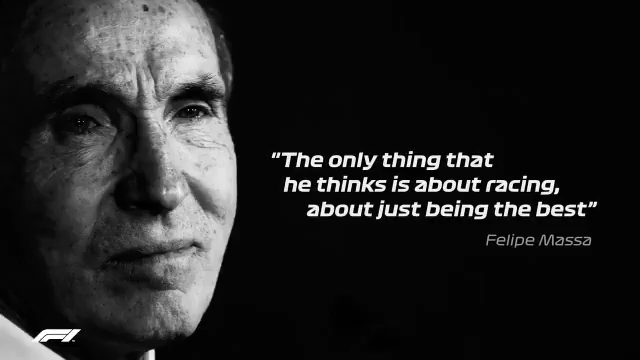 "The only thing that
he thinks is about racing,
about just being the best"
Felipe Massa
F1